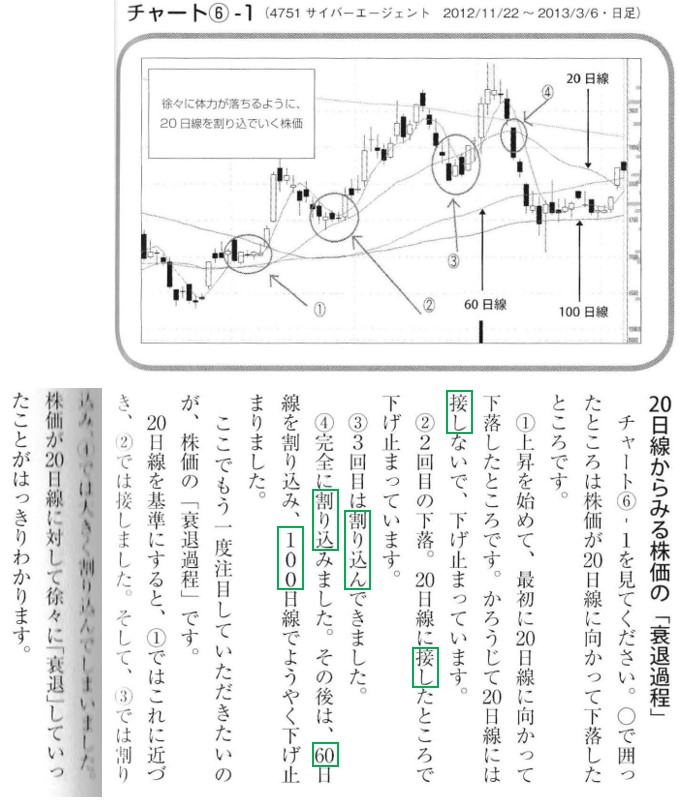 チャート⑥-1(4751 サイバーエージェント 2012/11/22～2013/3/6・日足)
徐々に体力が落ちるように、
20日線を割り込でいく株価
20日線
④
③
②
①
60日線
100日線
20日線からみる株価の「衰退過程」
チャート⑥-1を見てください。○で囲っ
たところは株価が20日線に向かって下落した
ところです。
①上昇を始めて、最初に20日線に向かって
下落したところです。かろうじて20日線には
接しないで、下げ止まっています。
②2回目の下落。20日線に接したところで
下げ止まっています。
③3回目は割り込んできました。
④完全に割り込みました。その後は、60日
線を割り込み、100日線でようやく下げ止
まりました。
ここでもう一度注目していただきたいの
が、株価の「衰退過程」です。
20日線を基準にすると、①ではこれに近づ
き、②では接しました。そして、③では割り
込み、④では大きく割り込んでしまいました。
株価が20日線に対して徐々に「衰退」していっ
たことがはっきりわかります。